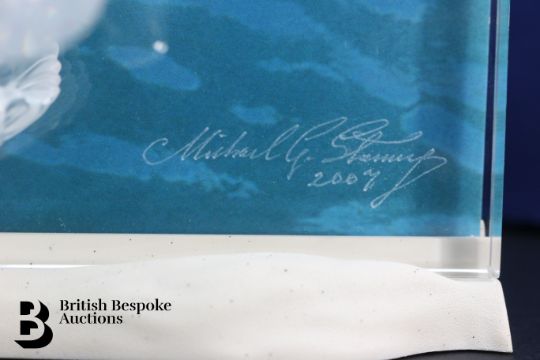 Michael G.
2007
British Bespoke
Auctions